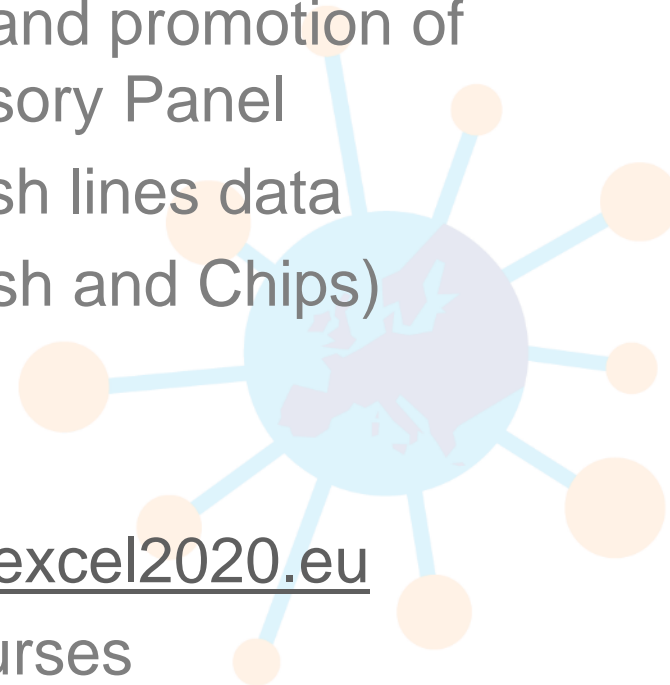 and promotion of
sory Panel
sh lines data
sh and Chips)
excel2020.eu
urses